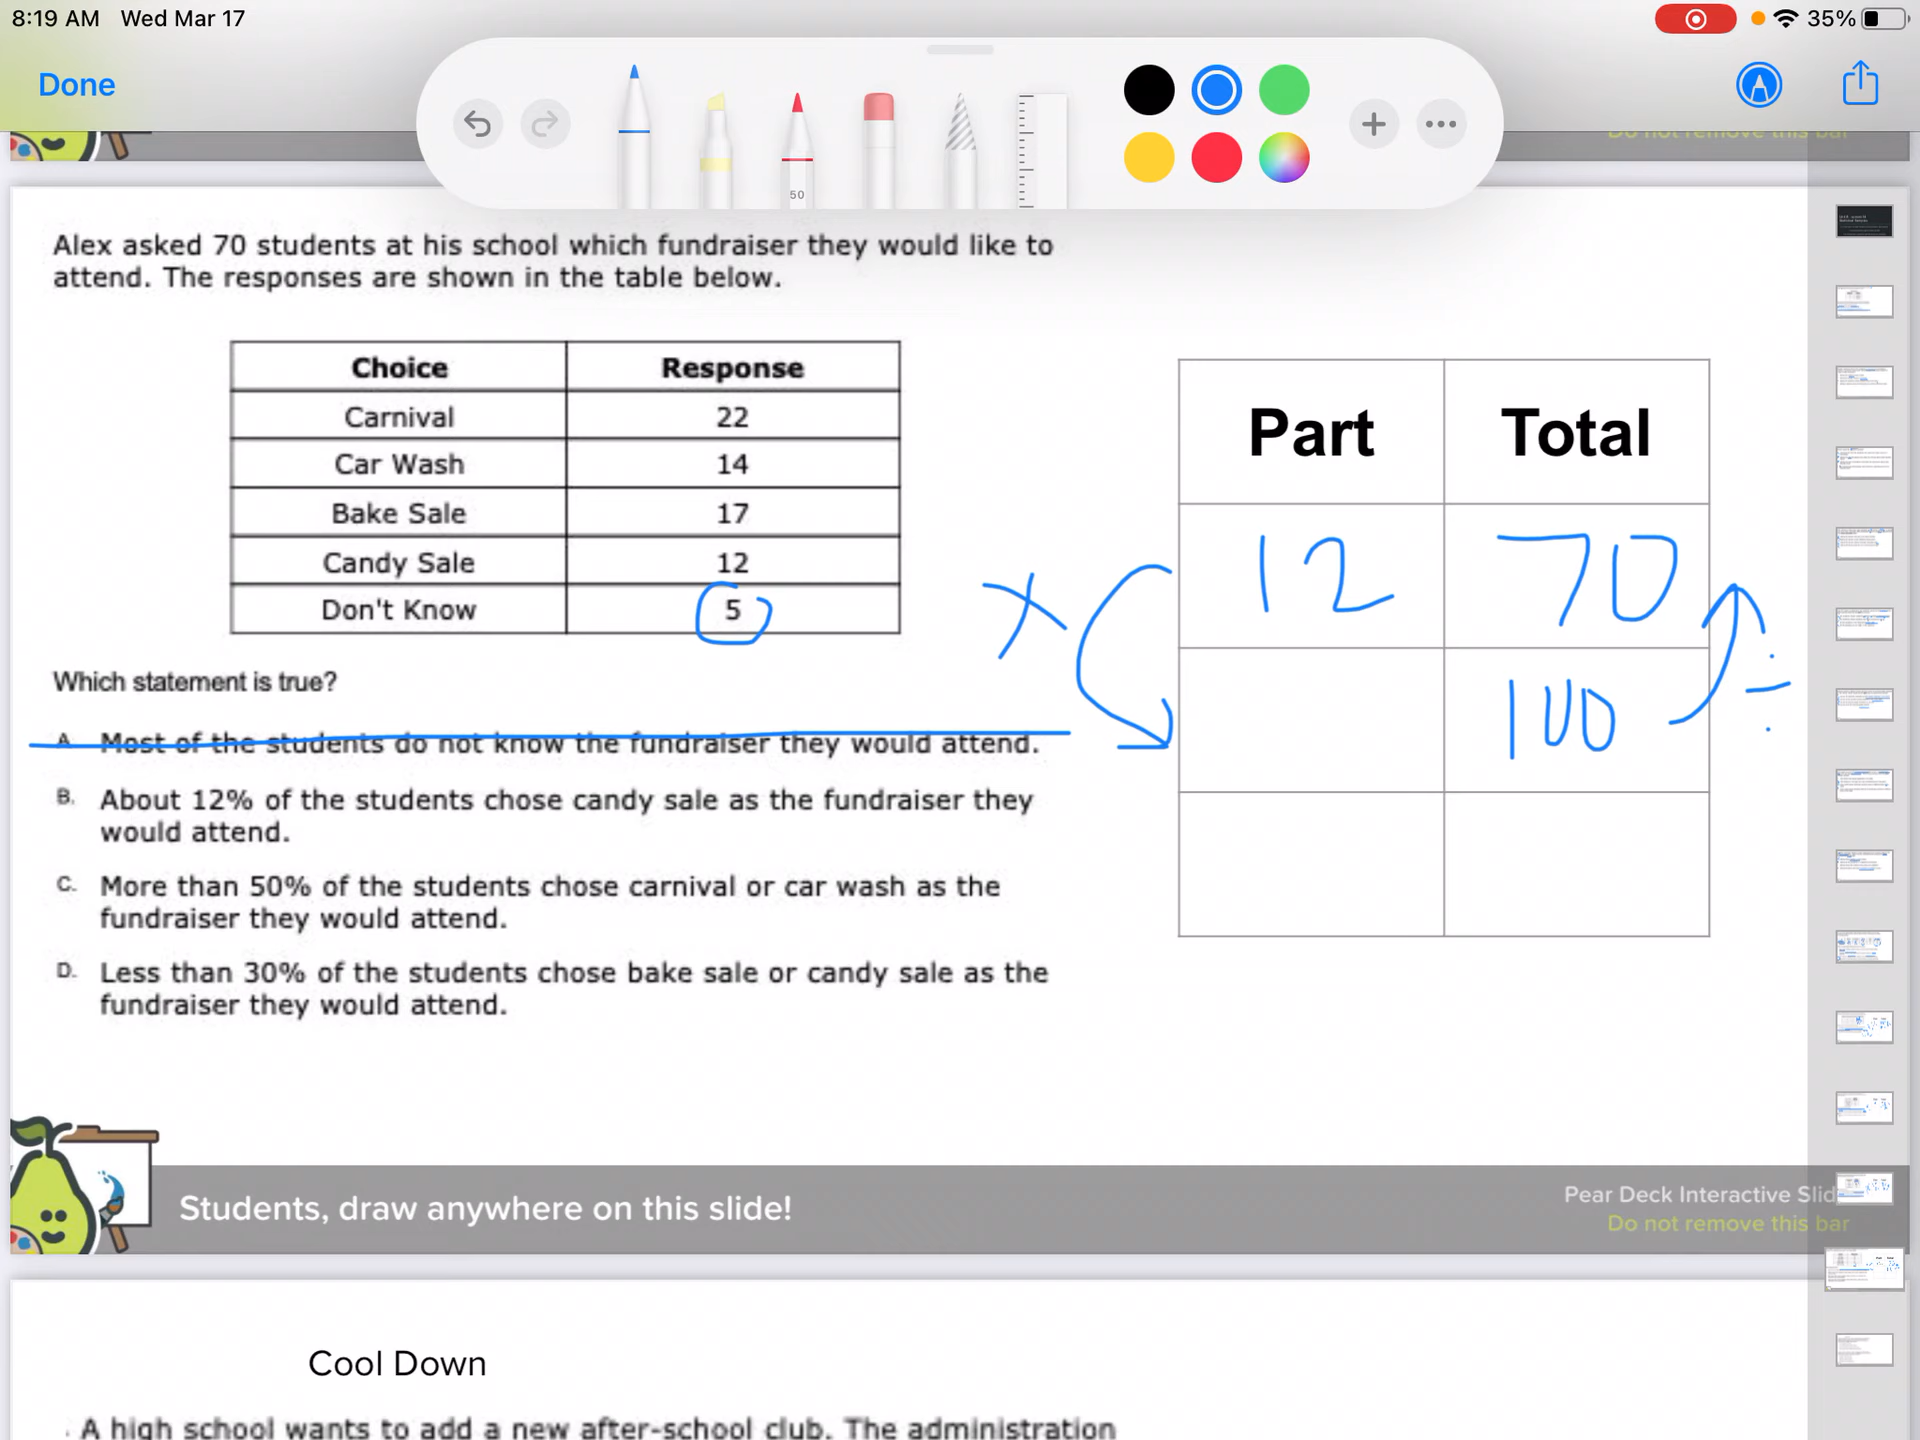 8:19 AM Wed Mar 17
35%
Done
50
Do not remove this bar
Alex asked 70 students at his school which fundraiser they would like to
attend. The responses are shown in the table below.
Choice Response
Carnival 22
Car Wash 14
Bake Sale 17
Candy Sale 12
Don't Know 5
Part Total
12 70
100
×
÷
Which statement is true?
A. Most of the students do not know the fundraiser they would attend.
B. About 12% of the students chose candy sale as the fundraiser they
would attend.
C. More than 50% of the students chose carnival or car wash as the
fundraiser they would attend.
D. Less than 30% of the students chose bake sale or candy sale as the
fundraiser they would attend.
Students, draw anywhere on this slide!
Pear Deck Interactive Slid
Do not remove this bar
Cool Down
A high school wants to add a new after-school club. The administration